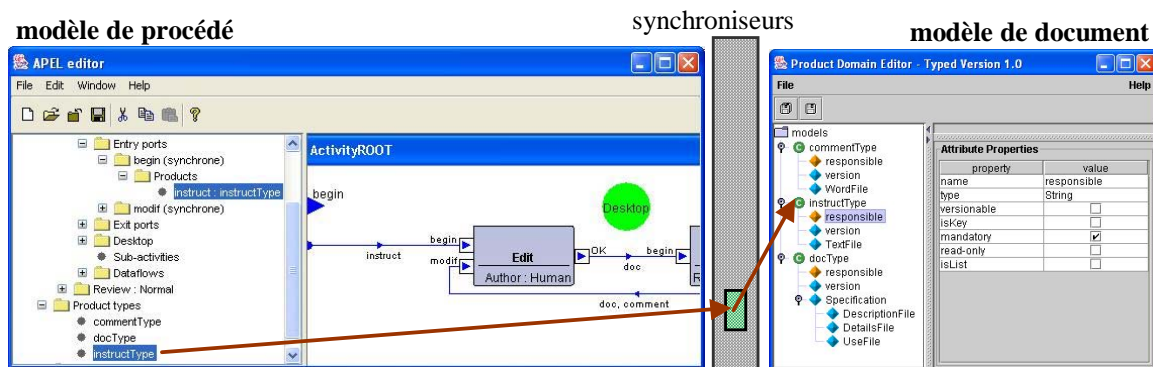 modèle de procédé
synchroniseurs
modèle de document
APEL editor
File Edit Window Help
Entry ports
begin (synchrone)
Products
instruct : instructType
modif (synchrone)
Exit ports
Desktop
Sub-activities
Dataflows
Review : Normal
Product types
commentType
docType
instructType
ActivityROOT
begin
Desktop
instruct
begin
modif
Edit
Author : Human
OK
doc
begin
R
doc, comment
Product Domain Editor - Typed Version 1.0
File Help
models
commentType
responsible
version
WordFile
instructType
responsible
version
TextFile
docType
responsible
version
Specification
DescriptionFile
DetailsFile
UseFile
Attribute Properties
property value
name responsible
type String
versionable
isKey
mandatory
read-only
isList